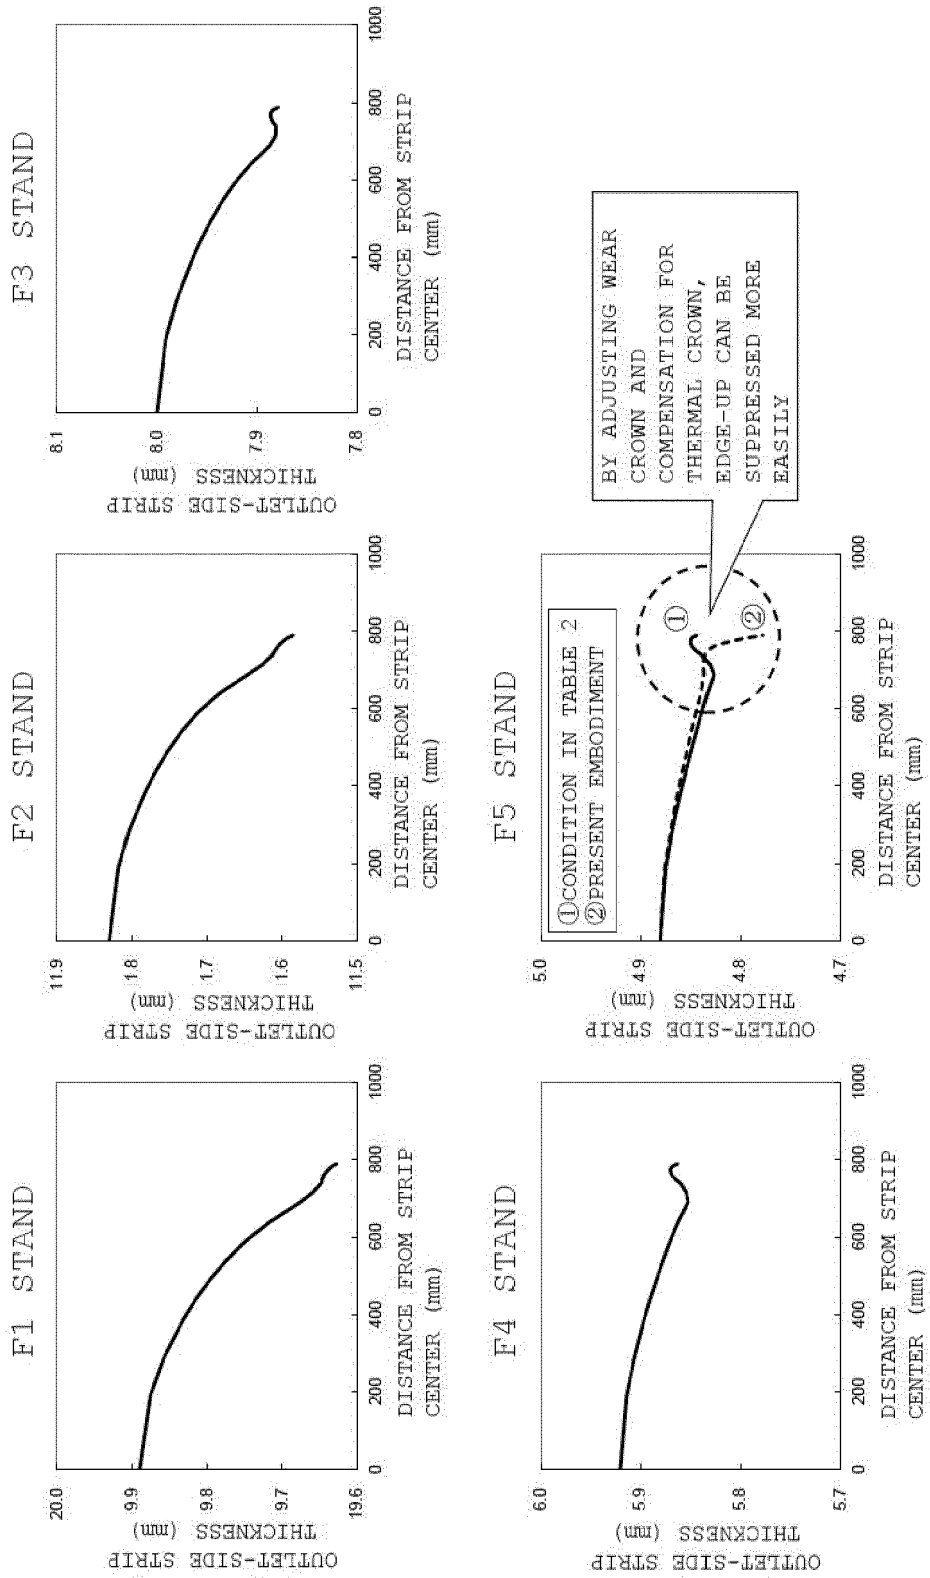 F1 STAND
OUTLET-SIDE STRIP
THICKNESS (mm)
20.0
9.9
9.8
9.7
19.6
0
200
400
600
800
1000
DISTANCE FROM STRIP
CENTER (mm)
F2 STAND
OUTLET-SIDE STRIP
THICKNESS (mm)
11.9
11.8
11.7
11.6
11.5
0
200
400
600
800
1000
DISTANCE FROM STRIP
CENTER (mm)
F3 STAND
OUTLET-SIDE STRIP
THICKNESS (mm)
8.1
8.0
7.9
7.8
0
200
400
600
800
1000
DISTANCE FROM STRIP
CENTER (mm)
F4 STAND
OUTLET-SIDE STRIP
THICKNESS (mm)
6.0
5.9
5.8
5.7
0
200
400
600
800
1000
DISTANCE FROM STRIP
CENTER (mm)
F5 STAND
OUTLET-SIDE STRIP
THICKNESS (mm)
5.0
4.9
4.8
4.7
0
200
400
600
800
1000
DISTANCE FROM STRIP
CENTER (mm)
①CONDITION IN TABLE 2
②PRESENT EMBODIMENT
①
②
BY ADJUSTING WEAR
CROWN AND
COMPENSATION FOR
THERMAL CROWN,
EDGE-UP CAN BE
SUPPRESSED MORE
EASILY